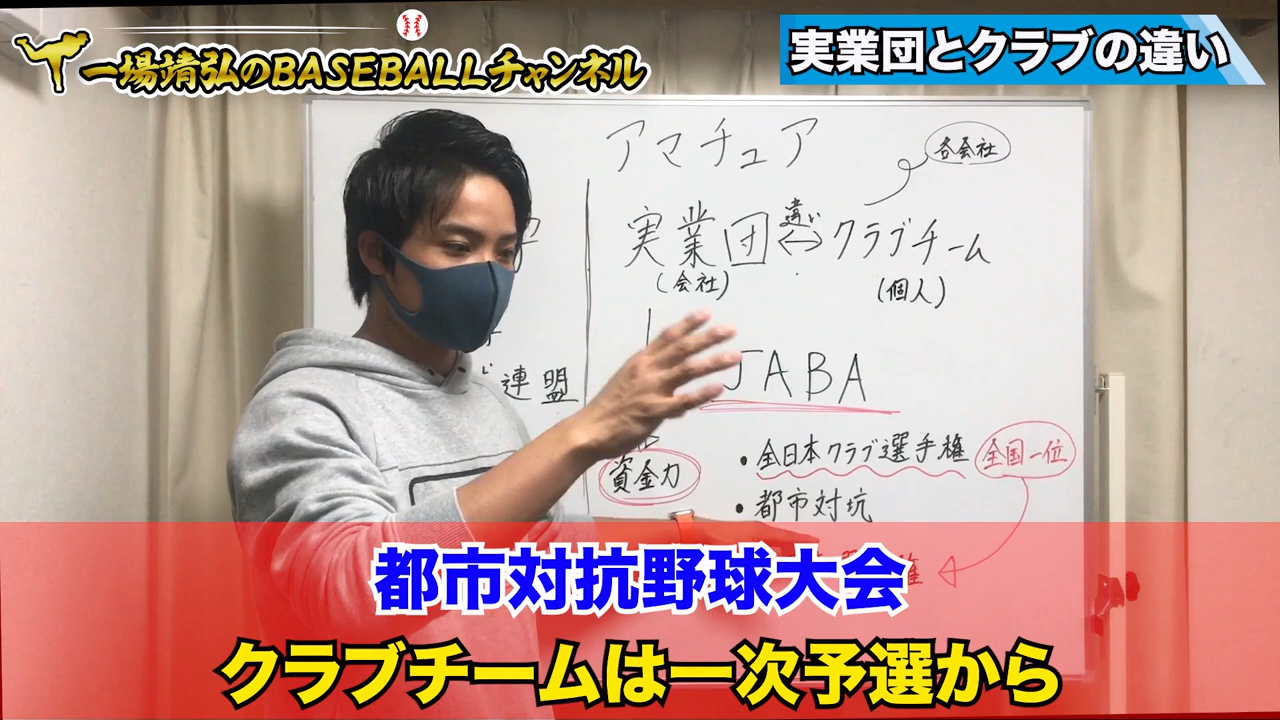 一場靖弘のBASEBALLチャンネル
実業団とクラブの違い
アマチュア
各会社
実業団
違い
クラブチーム
(会社)
(個人)
連盟
JABA
資金力
・全日本クラブ選手権
全国一位
・都市対坑
権
都市対抗野球大会
クラブチームは一次予選から